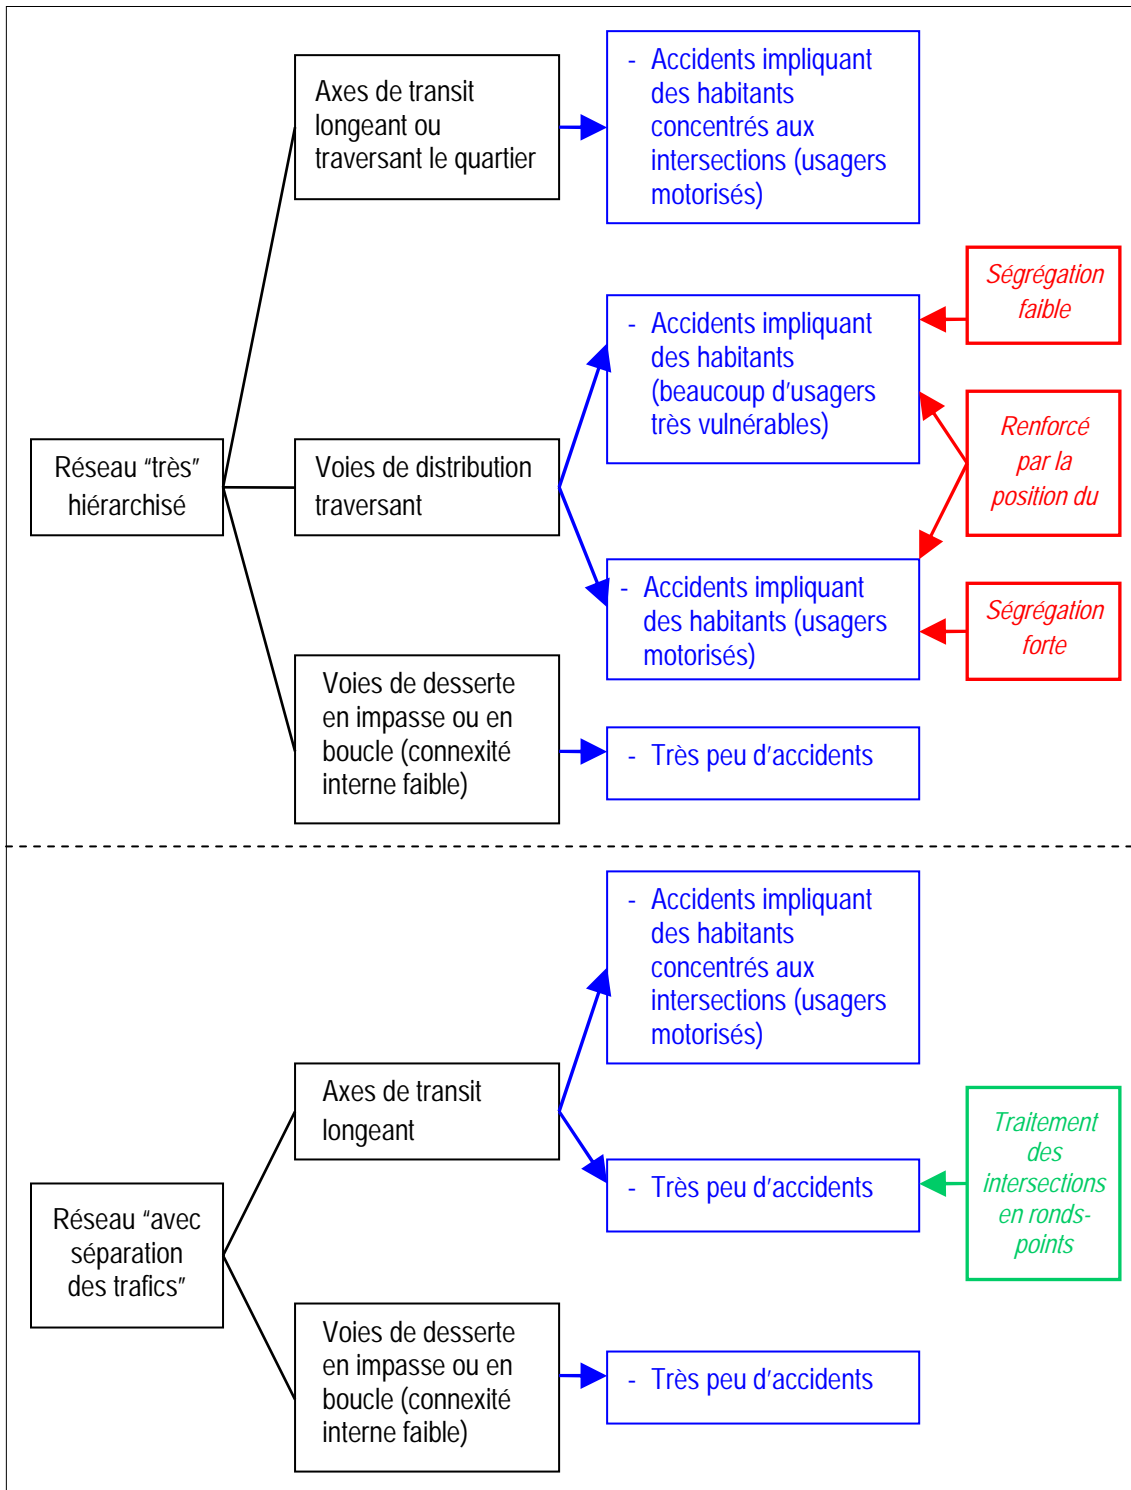 Axes de transit
longeant ou
traversant le quartier
- Accidents impliquant
des habitants
concentrés aux
intersections (usagers
motorisés)
Ségrégation
faible
- Accidents impliquant
des habitants
(beaucoup d'usagers
très vulnérables)
Renforcé
par la
position du
Réseau "très"
hiérarchisé
Voies de distribution
traversant
- Accidents impliquant
des habitants (usagers
motorisés)
Ségrégation
forte
Voies de desserte
en impasse ou en
boucle (connexité
interne faible)
- Très peu d'accidents
- Accidents impliquant
des habitants
concentrés aux
intersections (usagers
motorisés)
Axes de transit
longeant
Traitement
des
intersections
en ronds-
points
- Très peu d'accidents
Réseau "avec
séparation
des trafics"
Voies de desserte
en impasse ou en
boucle (connexité
interne faible)
- Très peu d'accidents